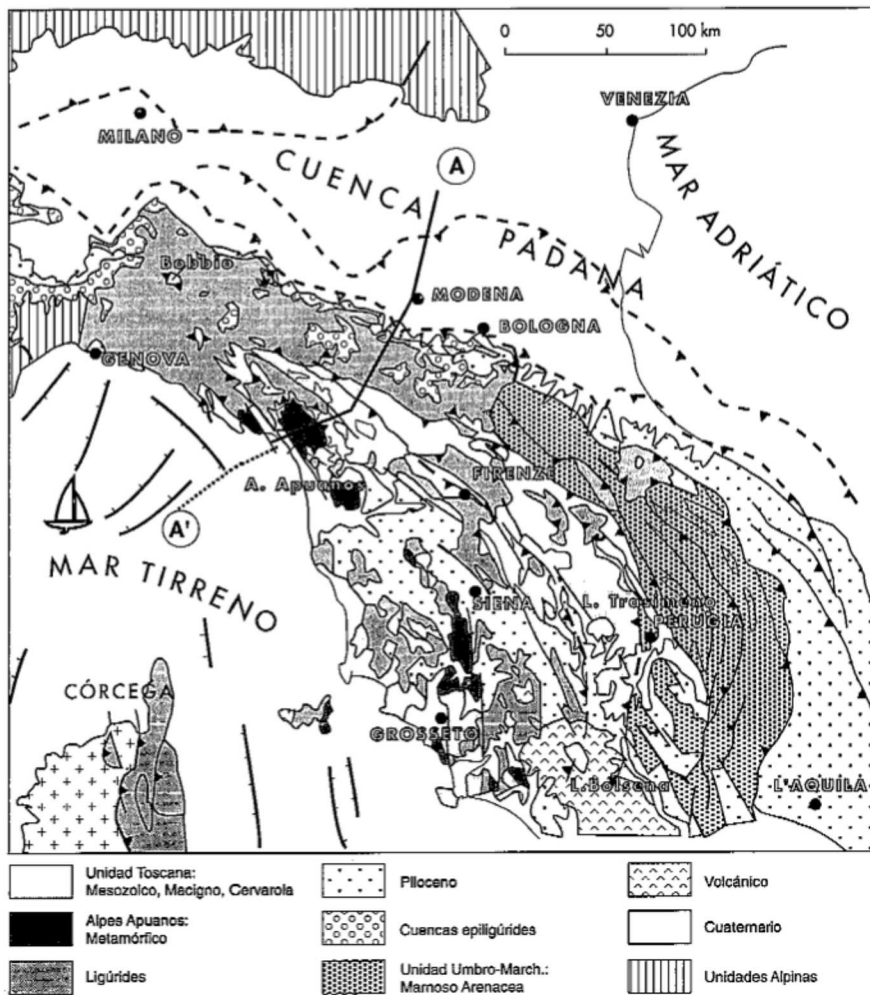 0 50 100 km
VENEZIA
MILANO
CUENCA
A
MAR ADRIÁTICO
PADANA
Bobbio
MODENA
BOLOGNA
GENOVA
FIRENZE
A. Apuanos
A'
MAR TIRRENO
SIENA
L. Trasimeno
PERUGIA
CÓRCEGA
GROSSETO
L.Bolsena
L'AQUILA
Unidad Toscana:
Mesozoico, Macigno, Cervarola
Plioceno
Volcánico
Alpes Apuanos:
Metamórfico
Cuencas epiligúrides
Cuaternario
Ligúrides
Unidad Umbro-March.:
Marnoso Arenacea
Unidades Alpinas